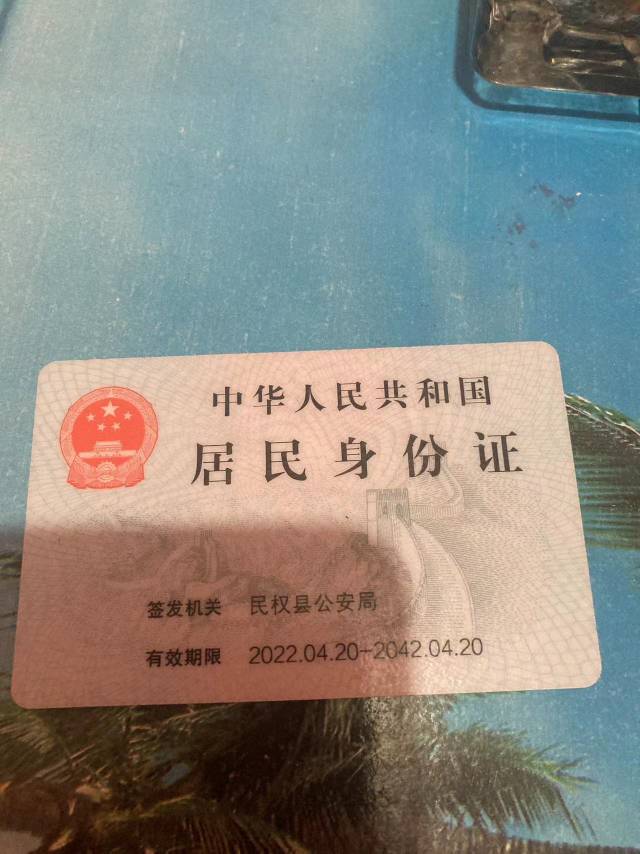 中华人民共和国
居民身份证
签发机关 民权县公安局
有效期限 2022.04.20-2042.04.20